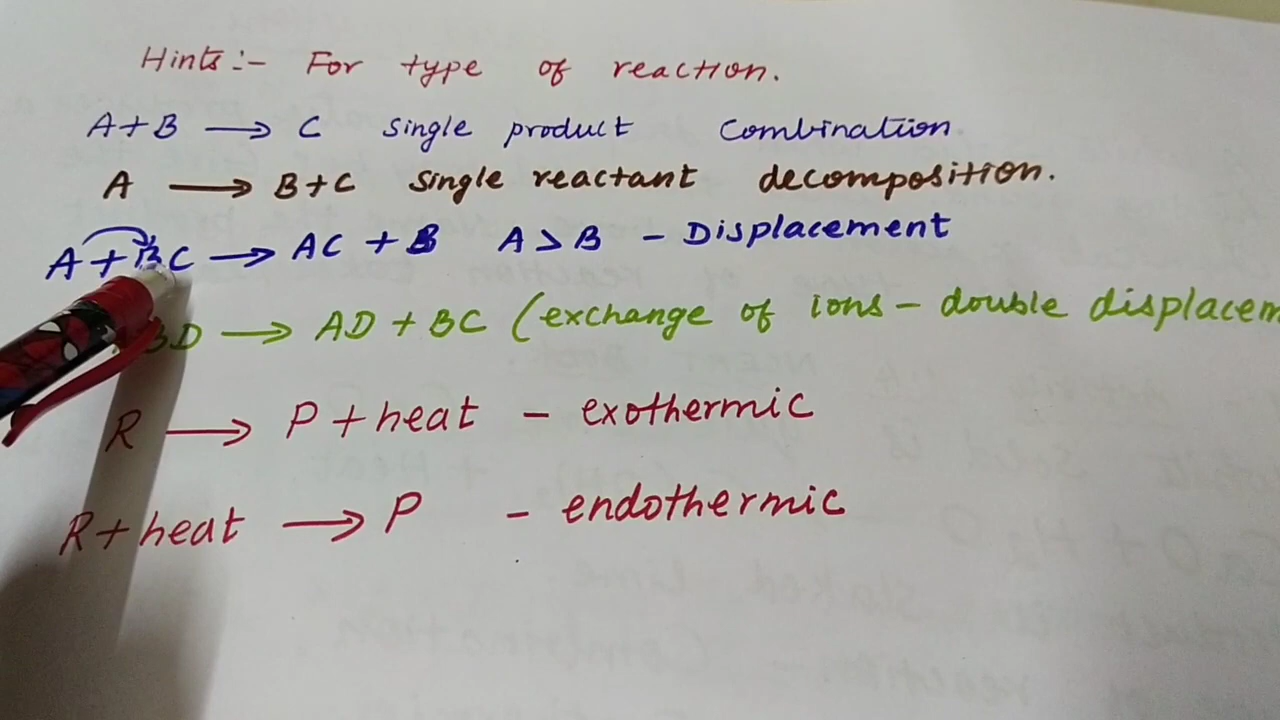 Hints:- For type of reaction.
A+B → C single product combination.
A → B+C single reactant decomposition.
A+BC → AC + B A>B - Displacement
BD → AD + BC (exchange of ions - double displacem
R → P + heat - exothermic
R + heat → P - endothermic